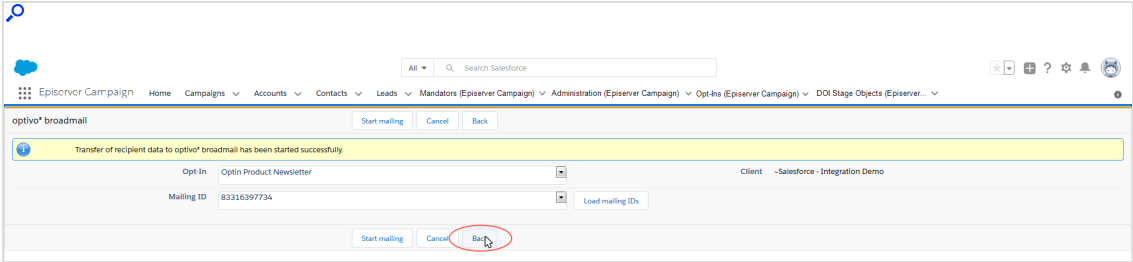 All Search Salesforce
Episerver Campaign Home Campaigns Accounts Contacts Leads Mandators (Episerver Campaign) Administration (Episerver Campaign) Opt-Ins (Episerver Campaign) DOI Stage Objects (Episerver...
optivo* broadmail Start mailing Cancel Back
Transfer of recipient data to optivo* broadmail has been started successfully.
Opt-In Optin Product Newsletter Client ~Salesforce - Integration Demo
Mailing ID 83316397734 Load mailing IDs
Start mailing Cancel Back